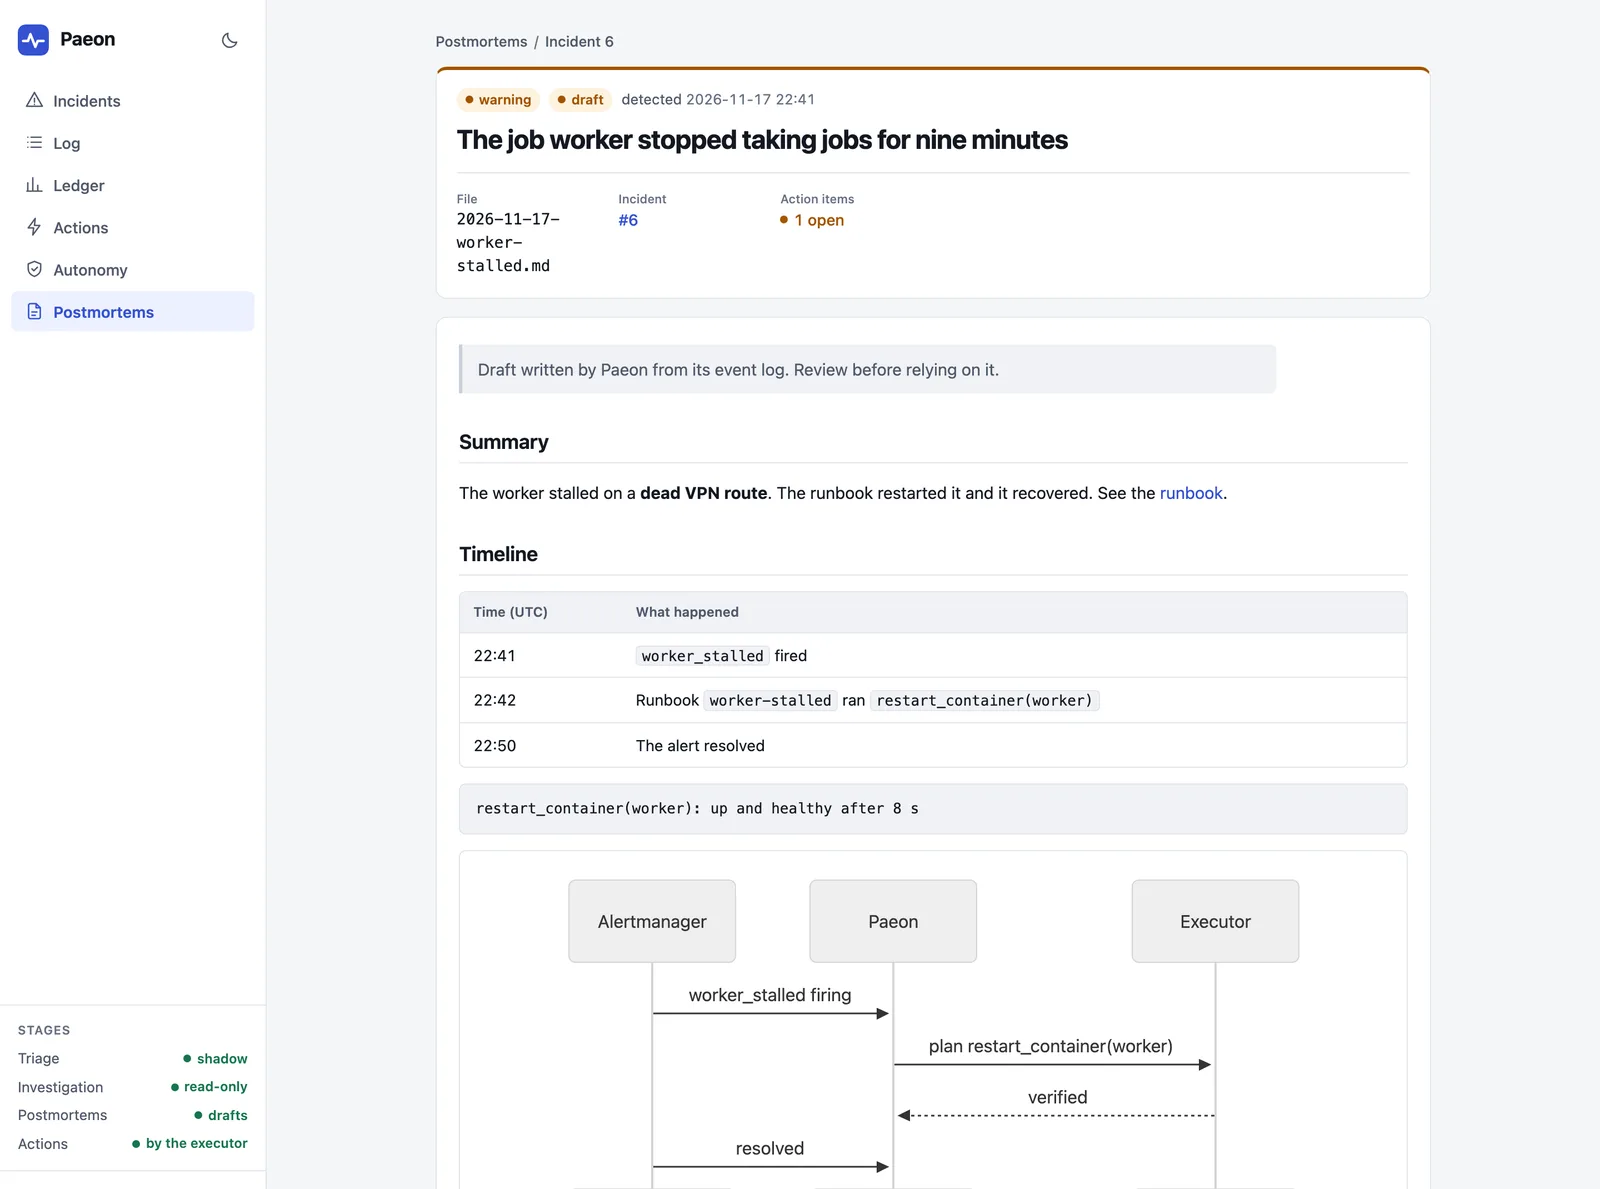 Paeon
Incidents
Log
Ledger
Actions
Autonomy
Postmortems
STAGES
Triage shadow
Investigation read-only
Postmortems drafts
Actions by the executor
Postmortems / Incident 6
warning draft detected 2026-11-17 22:41
The job worker stopped taking jobs for nine minutes
File Incident Action items
2026-11-17- #6 1 open
worker-
stalled.md
Draft written by Paeon from its event log. Review before relying on it.
Summary
The worker stalled on a dead VPN route. The runbook restarted it and it recovered. See the runbook.
Timeline
Time (UTC) What happened
22:41 worker_stalled fired
22:42 Runbook worker-stalled ran restart_container(worker)
22:50 The alert resolved
restart_container(worker): up and healthy after 8 s
Alertmanager Paeon Executor
worker_stalled firing
plan restart_container(worker)
verified
resolved